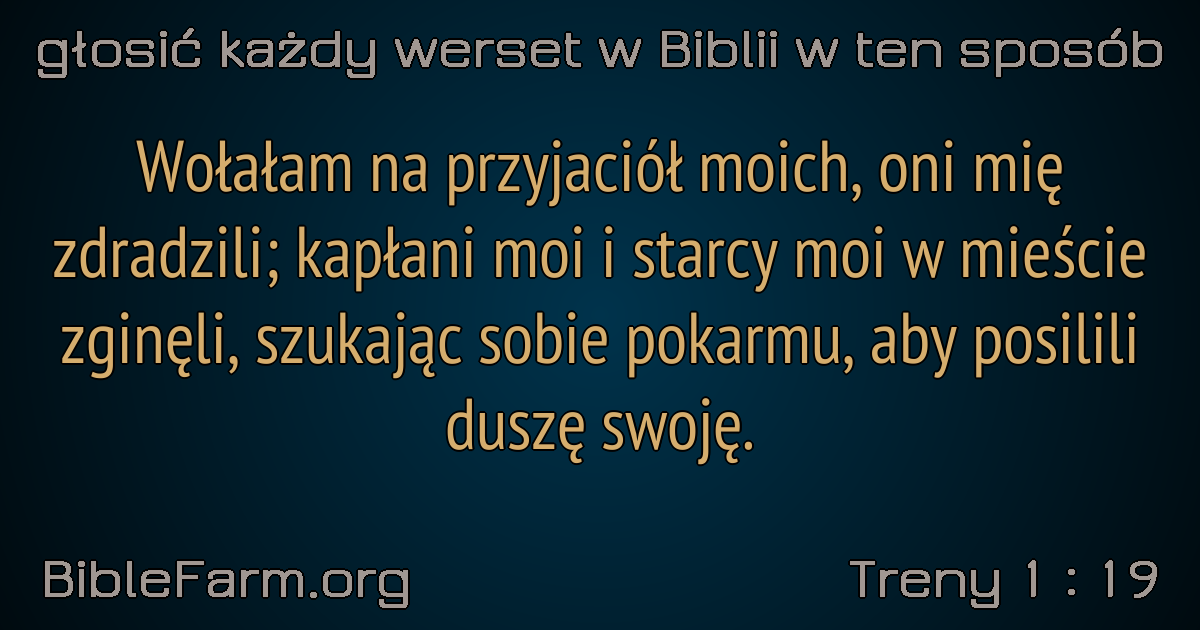 głosić każdy werset w Biblii w ten sposób
Wołałam na przyjaciół moich, oni mię
zdradzili; kapłani moi i starcy moi w mieście
zginęli, szukając sobie pokarmu, aby posilili
duszę swoję.
BibleFarm.org
Treny 1 : 19